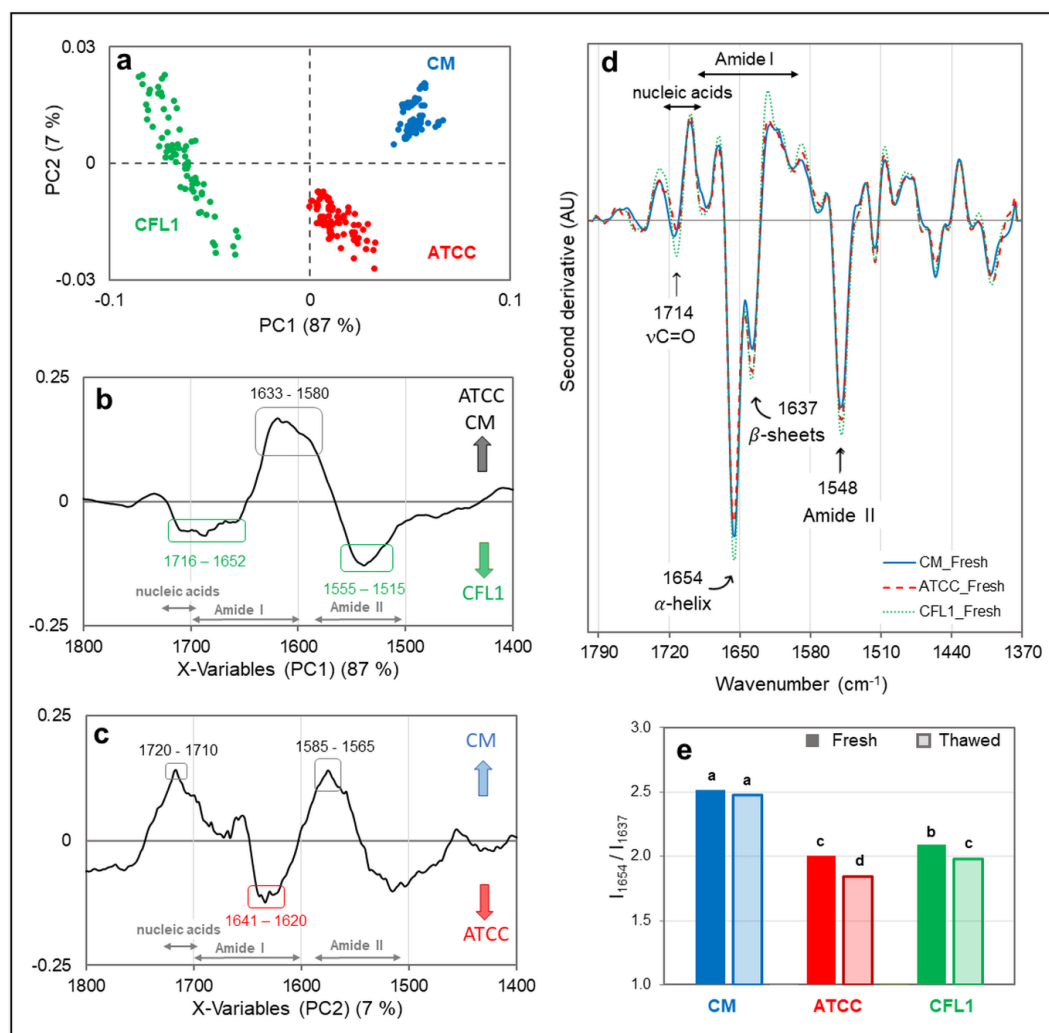 a
0.03
0
-0.03
-0.1
0
0.1
PC2 (7 %)
PC1 (87 %)
CM
CFL1
ATCC
b
0.25
0
-0.25
1633 - 1580
ATCC
CM
1716 – 1652
1555 – 1515
CFL1
nucleic acids
Amide I
Amide II
1800
1700
1600
1500
1400
X-Variables (PC1) (87 %)
c
0.25
0
-0.25
1720 - 1710
1585 - 1565
CM
1641 – 1620
ATCC
nucleic acids
Amide I
Amide II
1800
1700
1600
1500
1400
X-Variables (PC2) (7 %)
d
Amide I
nucleic acids
Second derivative (AU)
1714
νC=O
1637
β-sheets
1548
Amide II
1654
α-helix
CM_Fresh
ATCC_Fresh
CFL1_Fresh
1790
1720
1650
1580
1510
1440
1370
Wavenumber (cm⁻¹)
e
Fresh
Thawed
3.0
2.5
2.0
1.5
1.0
I₁₆₅₄ / I₁₆₃₇
a
a
c
d
b
c
CM
ATCC
CFL1